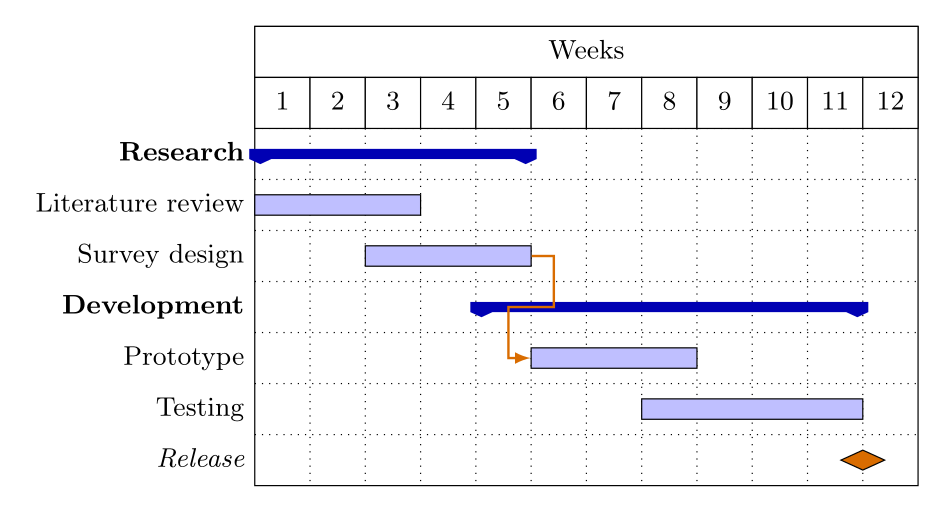 Weeks
1 2 3 4 5 6 7 8 9 10 11 12
Research
Literature review
Survey design
Development
Prototype
Testing
Release